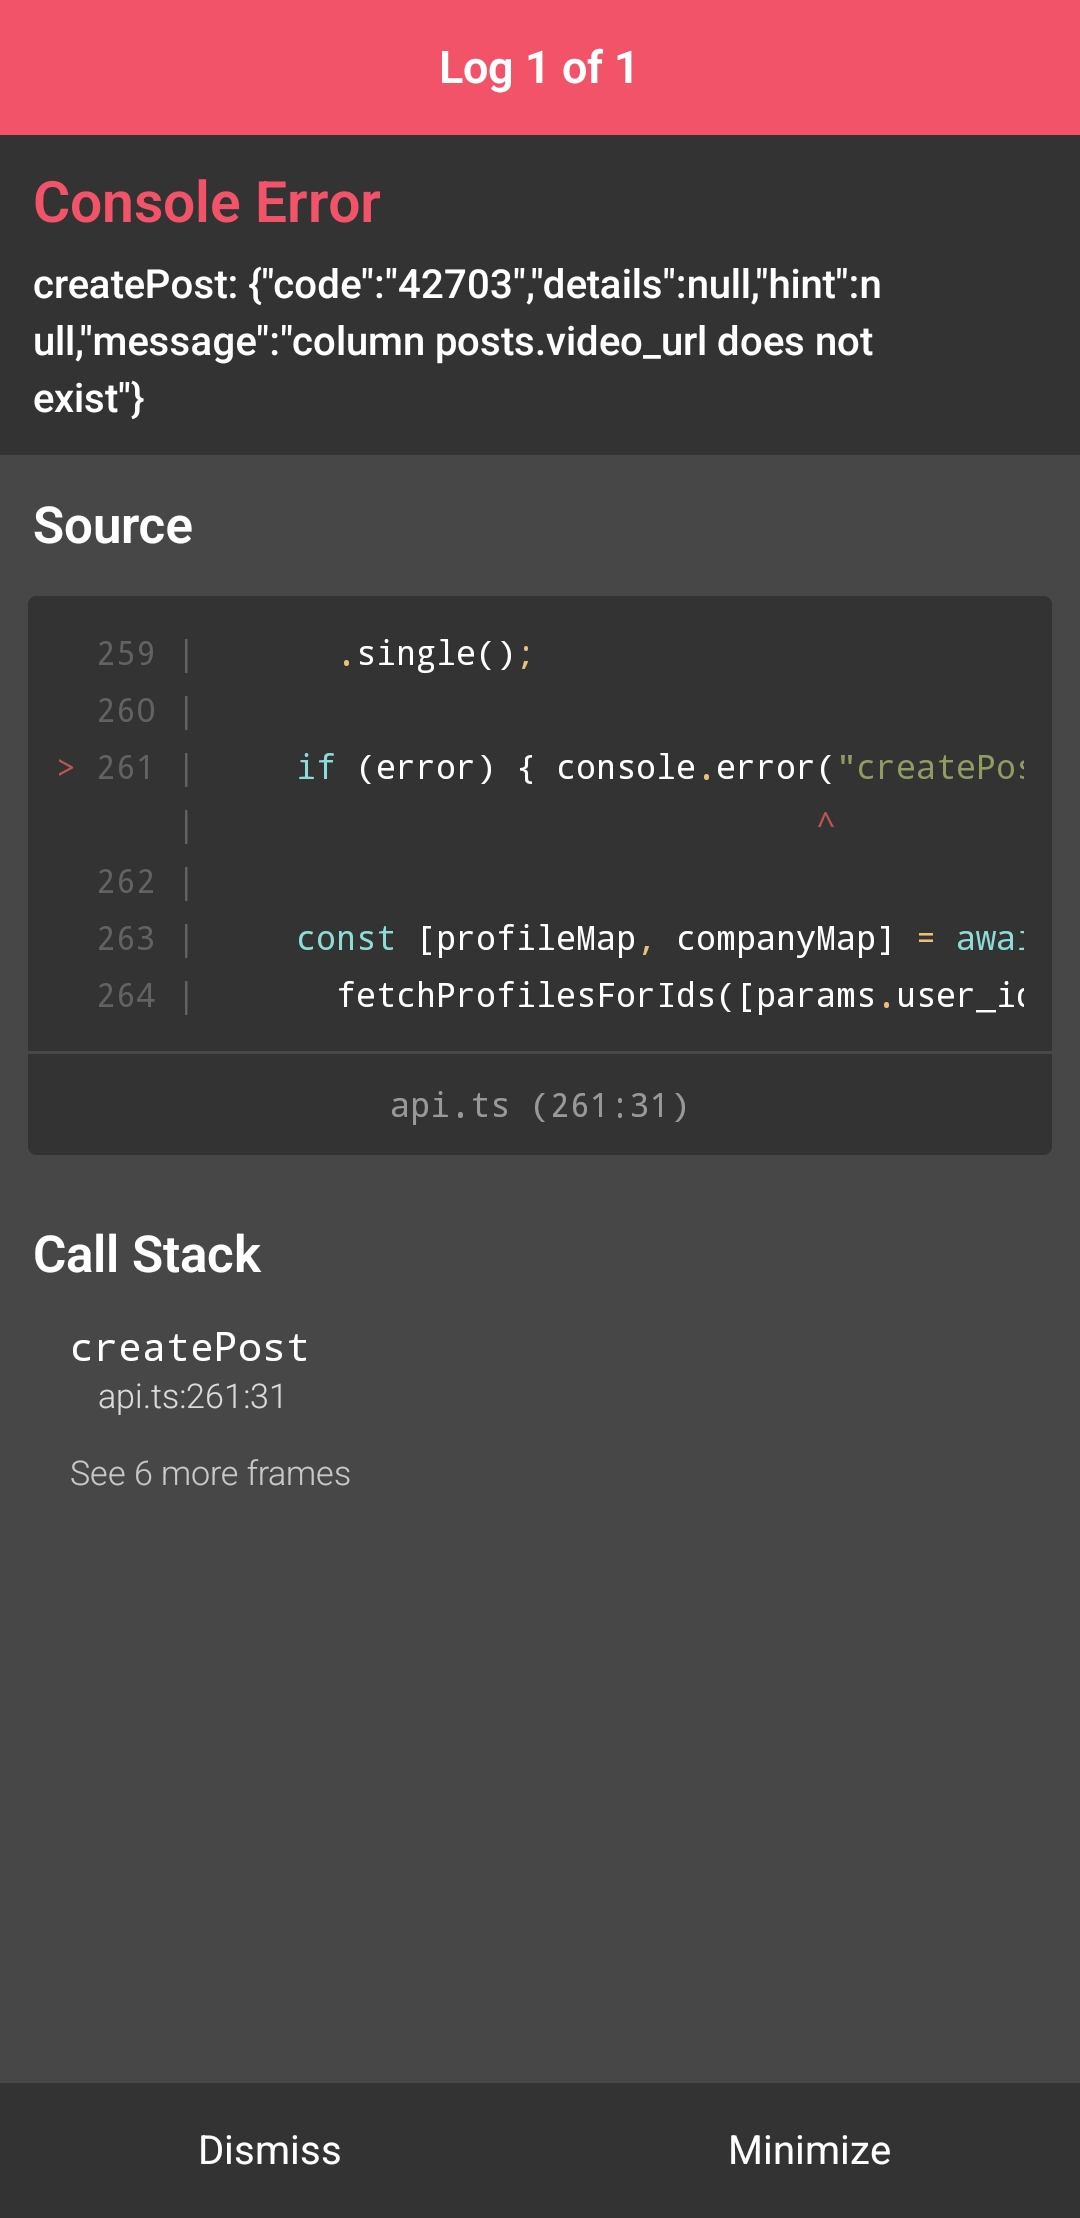 Log 1 of 1
Console Error
createPost: {"code":"42703","details":null,"hint":n
ull,"message":"column posts.video_url does not
exist"}
Source
259 |       .single();
260 |
> 261 |     if (error) { console.error("createPos
|                               ^
262 |
263 |     const [profileMap, companyMap] = awai
264 |       fetchProfilesForIds([params.user_id
api.ts (261:31)
Call Stack
createPost
api.ts:261:31
See 6 more frames
Dismiss Minimize